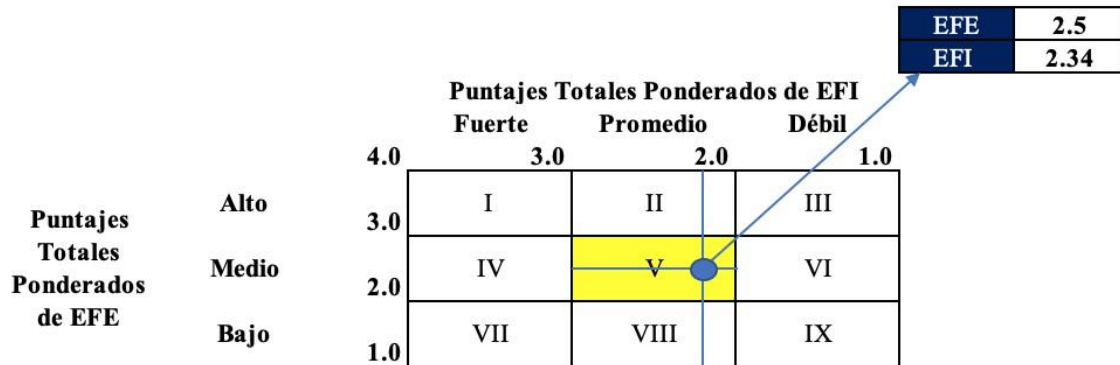 EFE 2.5
EFI 2.34
Puntajes Totales Ponderados de EFI
Fuerte Promedio Débil
4.0 3.0 2.0 1.0
Puntajes
Totales
Ponderados
de EFE
Alto I II III
3.0
Medio IV V VI
2.0
Bajo VII VIII IX
1.0